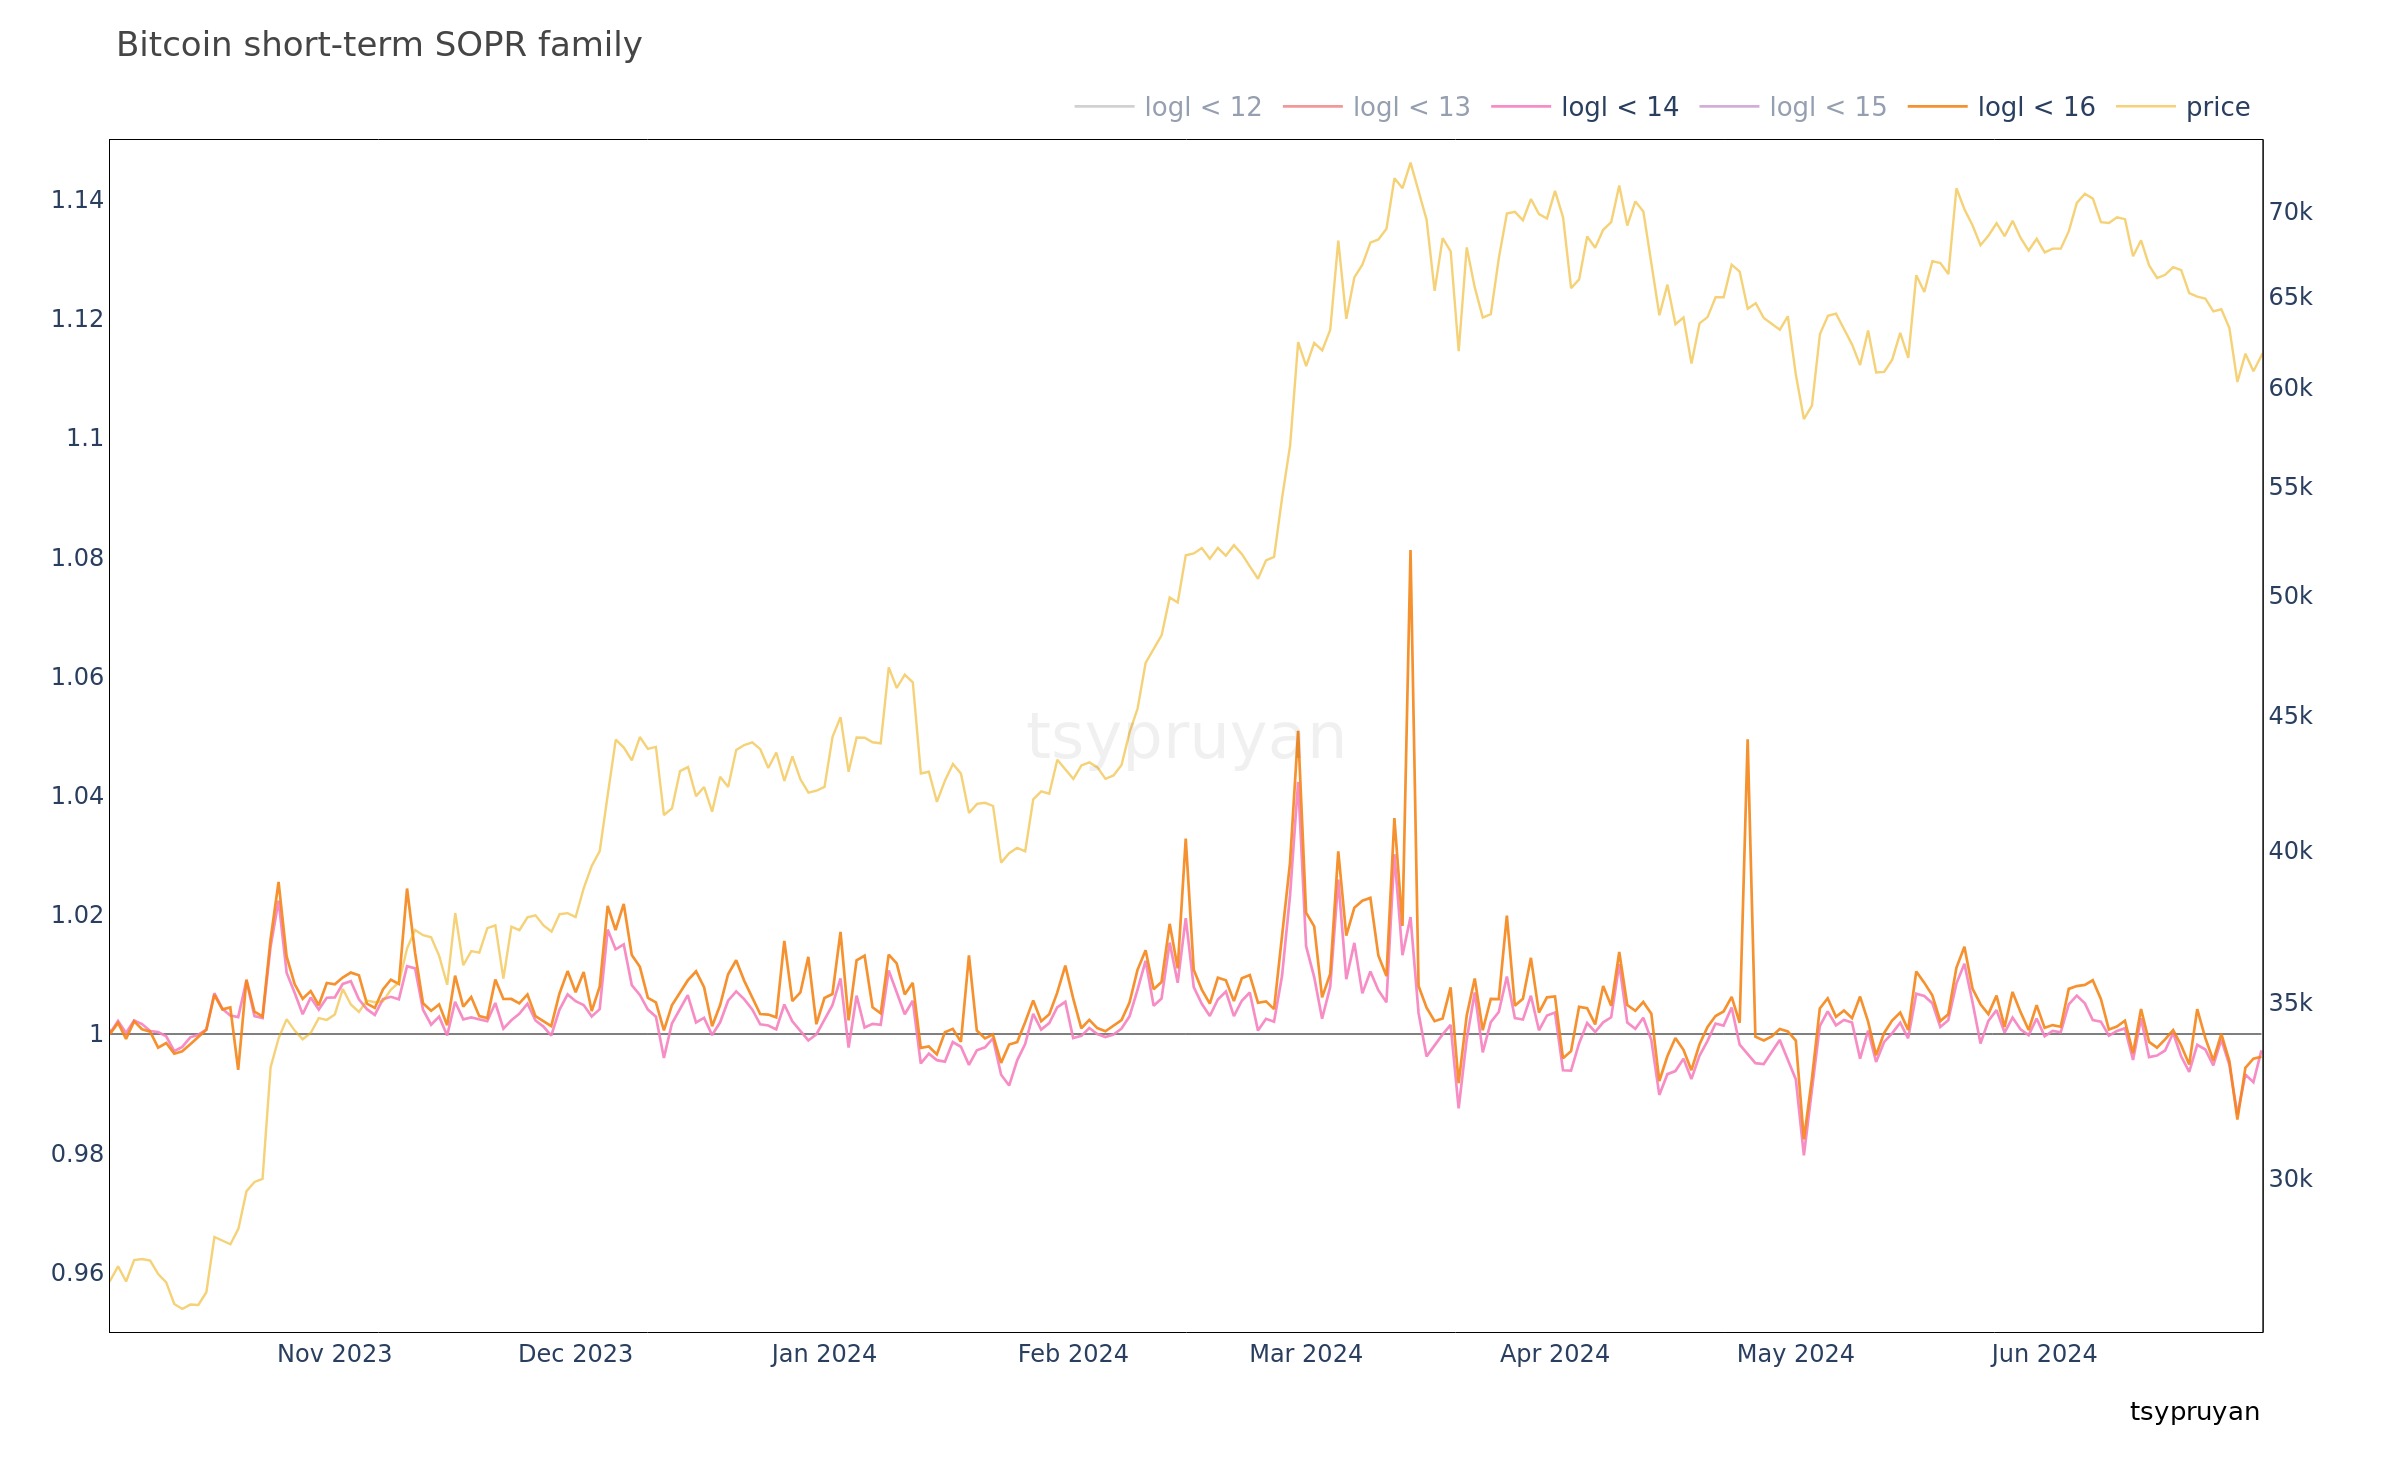 Bitcoin short-term SOPR family
logl < 12 logl < 13 logl < 14 logl < 15 logl < 16 price
1.14
1.12
1.1
1.08
1.06
1.04
1.02
1
0.98
0.96
70k
65k
60k
55k
50k
45k
40k
35k
30k
tsypruyan
Nov 2023 Dec 2023 Jan 2024 Feb 2024 Mar 2024 Apr 2024 May 2024 Jun 2024
tsypruyan